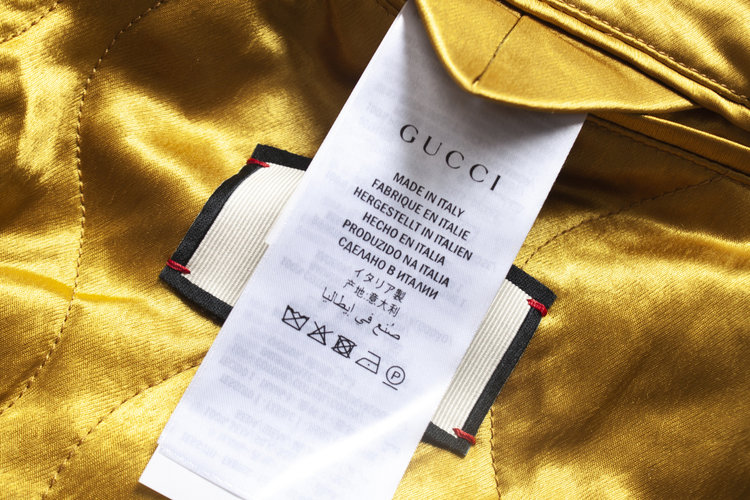 GUCCI
MADE IN ITALY
FABRIQUE EN ITALIE
HERGESTELLT IN ITALIEN
HECHO EN ITALIA
PRODUZIDO NA ITALIA
СДЕЛАНО В ИТАЛИИ
イタリア製
产地:意大利
صُنع في إيطاليا
P